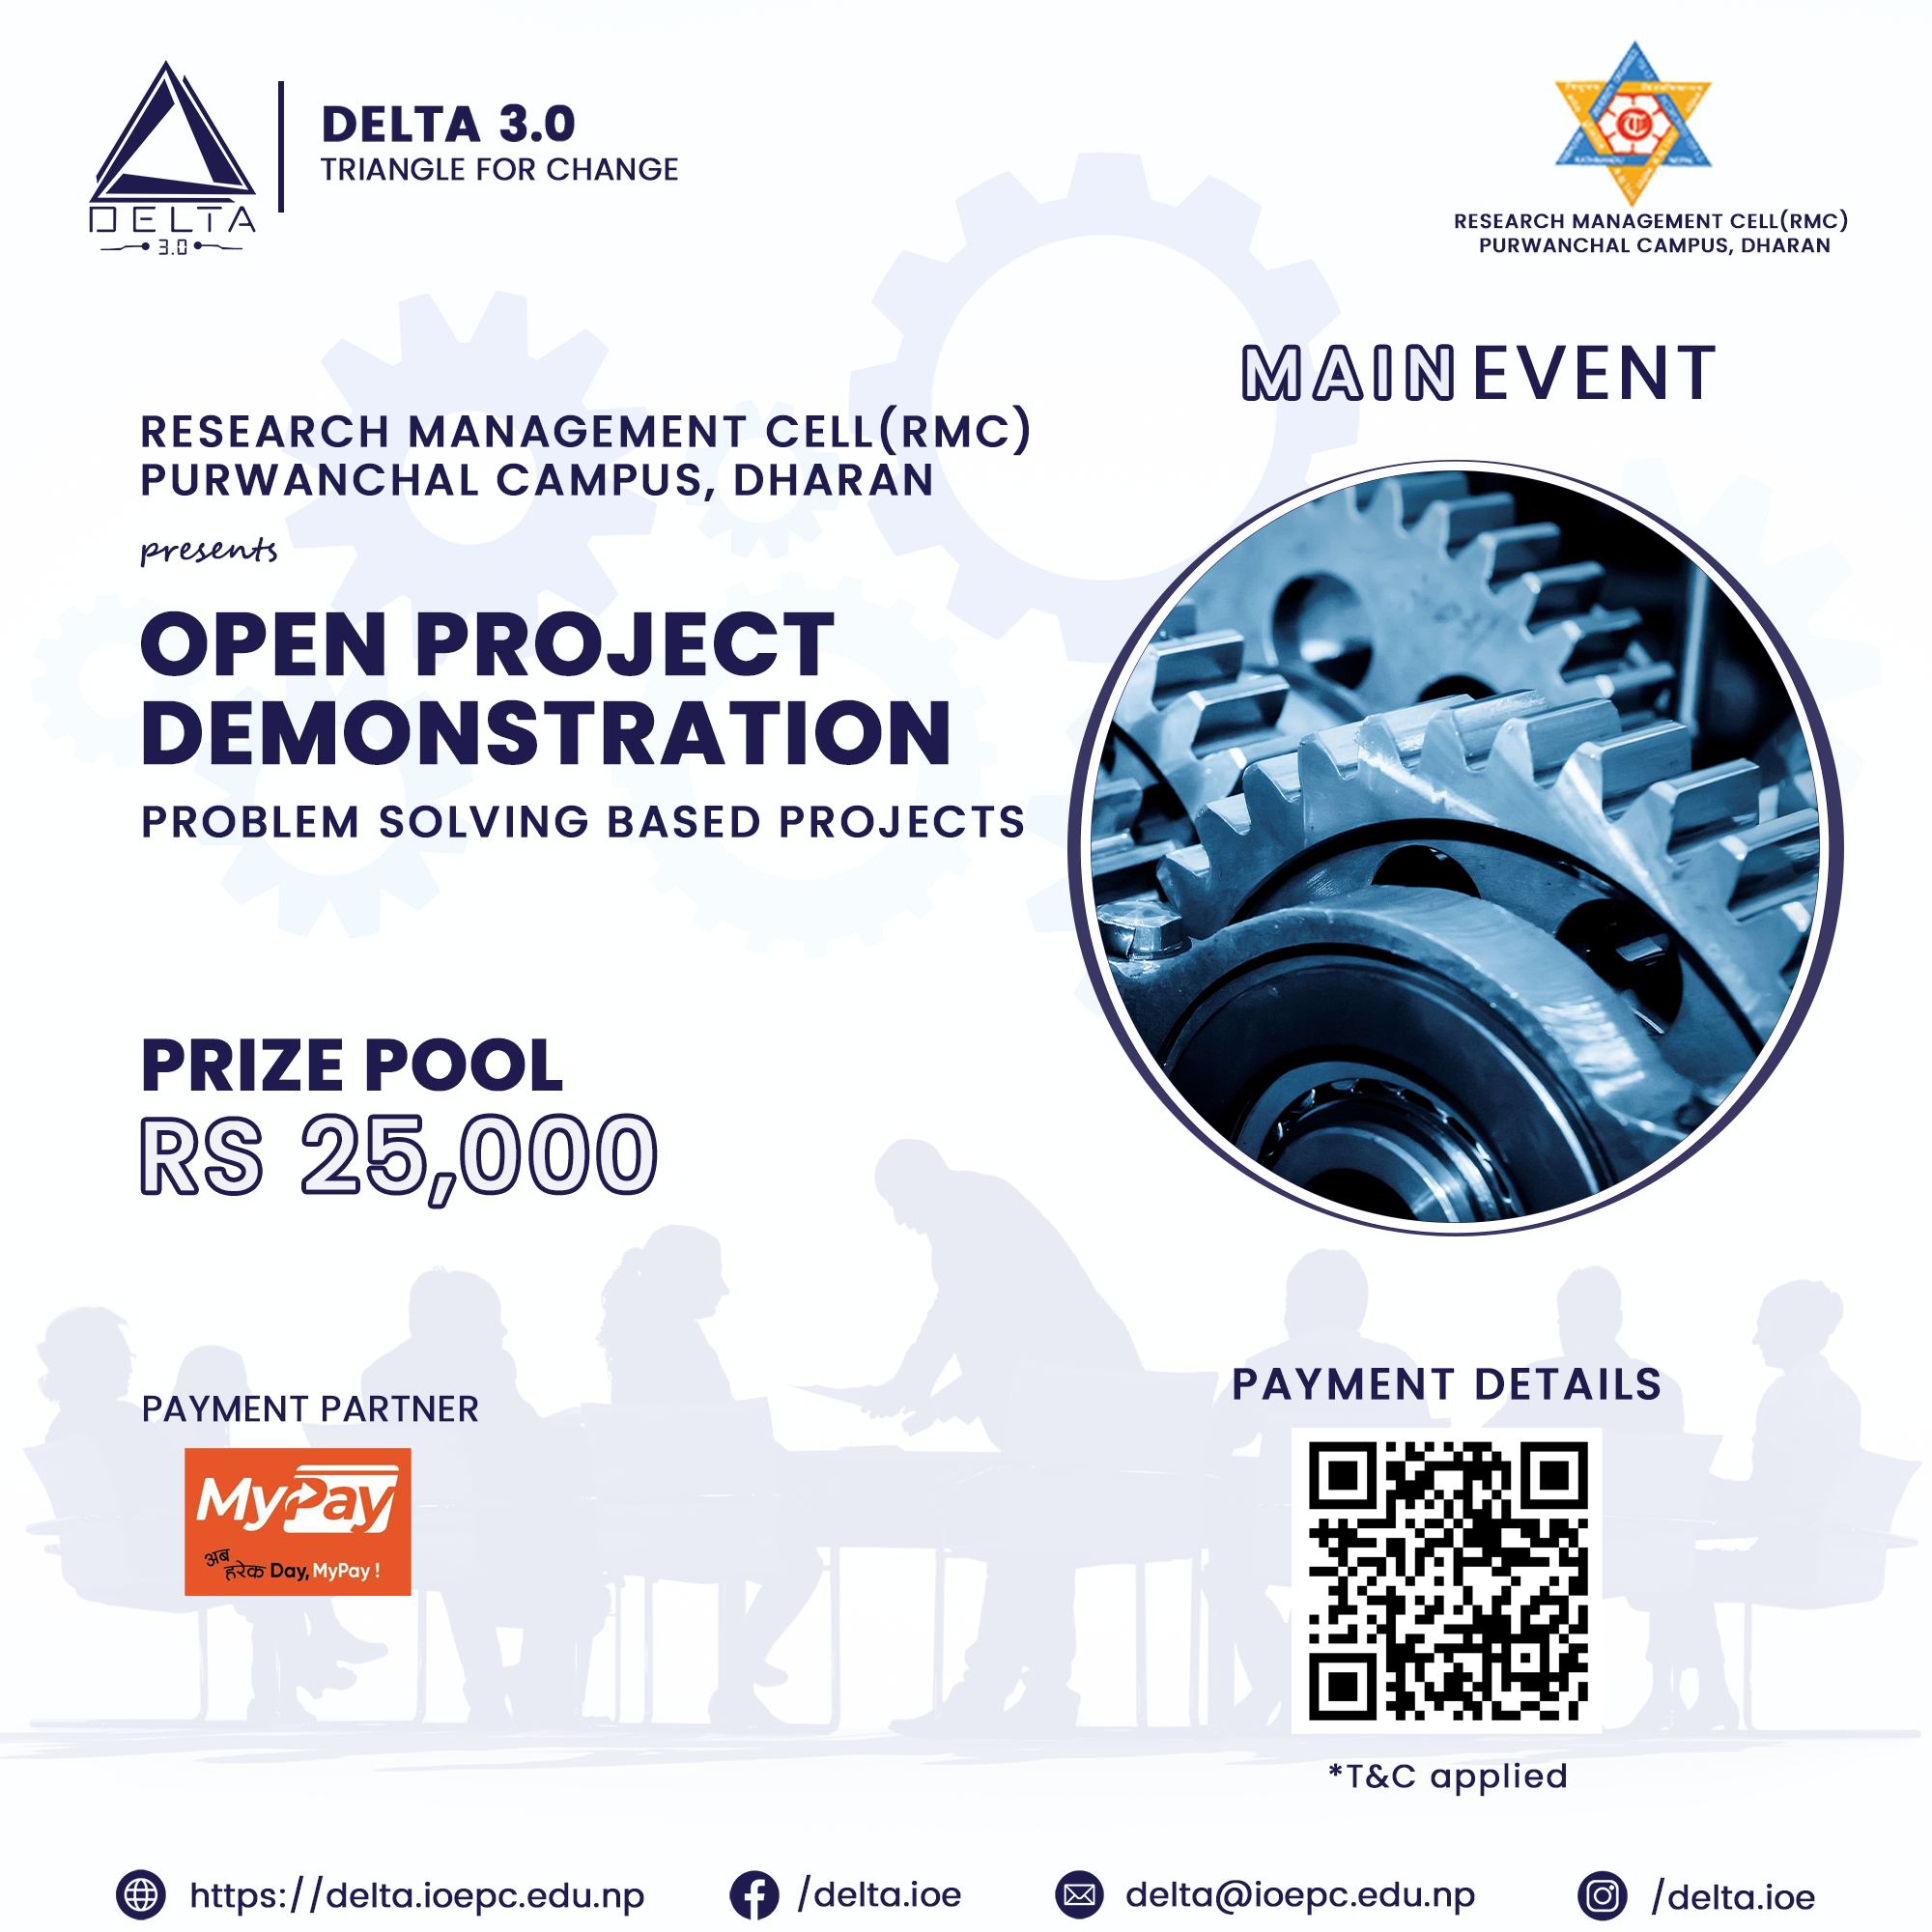 DELTA
3.0
DELTA 3.0
TRIANGLE FOR CHANGE
RESEARCH MANAGEMENT CELL(RMC)
PURWANCHAL CAMPUS, DHARAN
MAIN EVENT
RESEARCH MANAGEMENT CELL(RMC)
PURWANCHAL CAMPUS, DHARAN
presents
OPEN PROJECT
DEMONSTRATION
PROBLEM SOLVING BASED PROJECTS
PRIZE POOL
RS 25,000
PAYMENT PARTNER
MyPay
अब
हरेक Day, MyPay !
PAYMENT DETAILS
*T&C applied
https://delta.ioepc.edu.np
/delta.ioe
delta@ioepc.edu.np
/delta.ioe